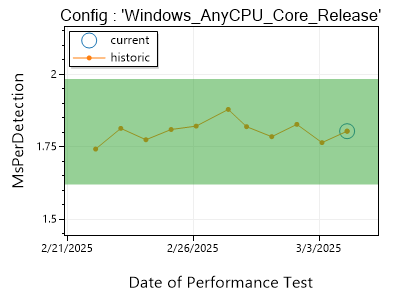 Config : 'Windows_AnyCPU_Core_Release'
current
historic
MsPerDetection
2
1.75
1.5
2/21/2025
2/26/2025
3/3/2025
Date of Performance Test